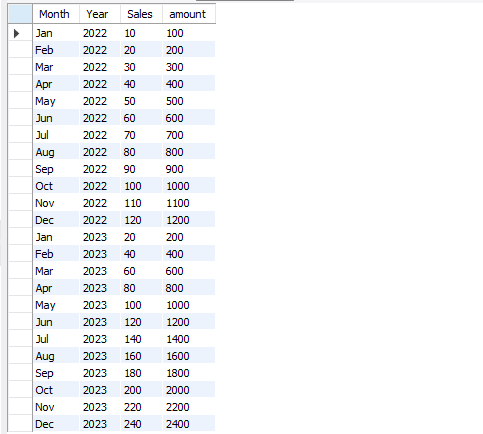 Month Year Sales amount
Jan 2022 10 100
Feb 2022 20 200
Mar 2022 30 300
Apr 2022 40 400
May 2022 50 500
Jun 2022 60 600
Jul 2022 70 700
Aug 2022 80 800
Sep 2022 90 900
Oct 2022 100 1000
Nov 2022 110 1100
Dec 2022 120 1200
Jan 2023 20 200
Feb 2023 40 400
Mar 2023 60 600
Apr 2023 80 800
May 2023 100 1000
Jun 2023 120 1200
Jul 2023 140 1400
Aug 2023 160 1600
Sep 2023 180 1800
Oct 2023 200 2000
Nov 2023 220 2200
Dec 2023 240 2400